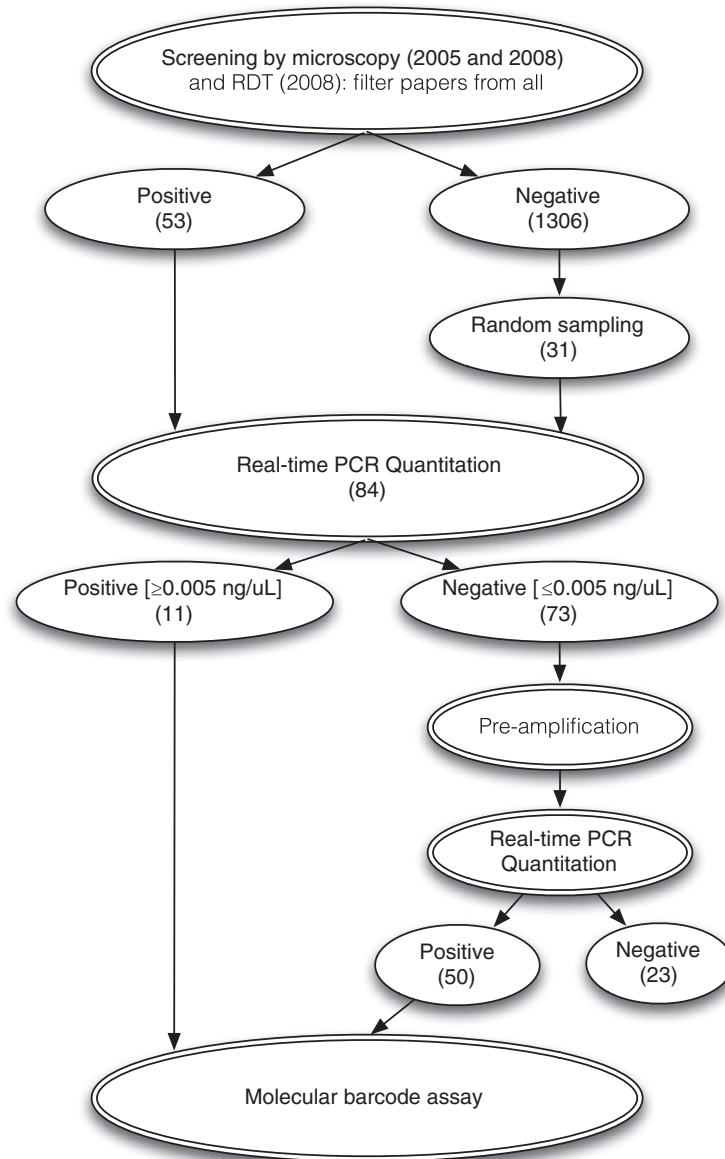 Screening by microscopy (2005 and 2008)
and RDT (2008): filter papers from all
Positive
(53)
Negative
(1306)
Random sampling
(31)
Real-time PCR Quantitation
(84)
Positive [≥0.005 ng/uL]
(11)
Negative [≤0.005 ng/uL]
(73)
Pre-amplification
Real-time PCR
Quantitation
Positive
(50)
Negative
(23)
Molecular barcode assay